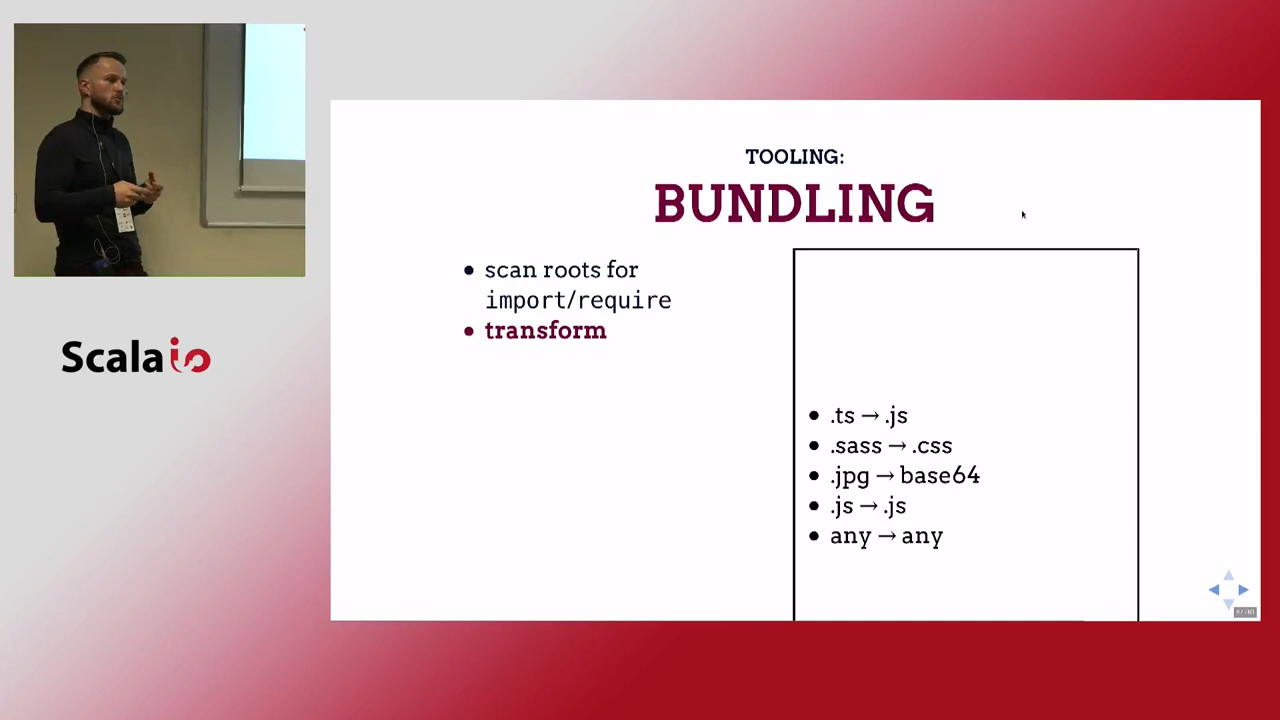 TOOLING:
BUNDLING
• scan roots for
import/require
• transform
• .ts → .js
• .sass → .css
• .jpg → base64
• .js → .js
• any → any
Scala io